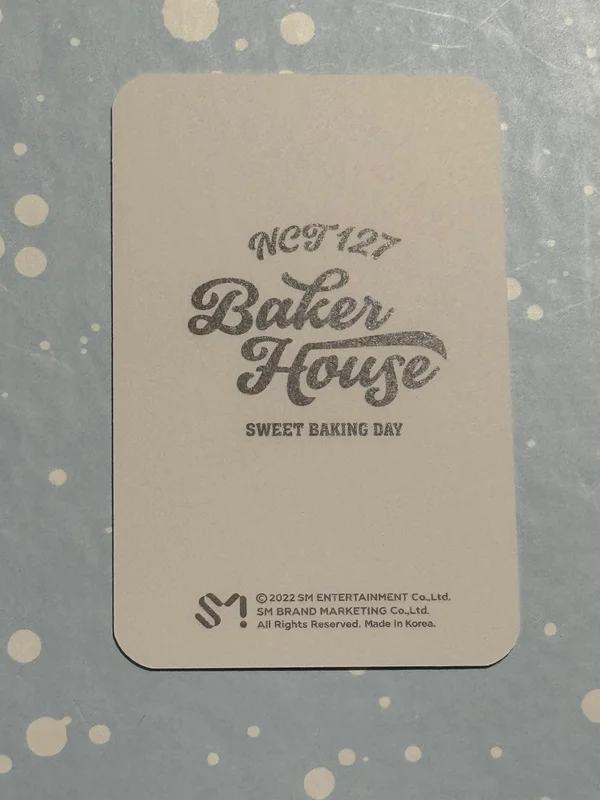 NCT 127
Baker
House
SWEET BAKING DAY
SM! ©2022 SM ENTERTAINMENT Co.,Ltd.
SM BRAND MARKETING Co.,Ltd.
All Rights Reserved. Made in Korea.